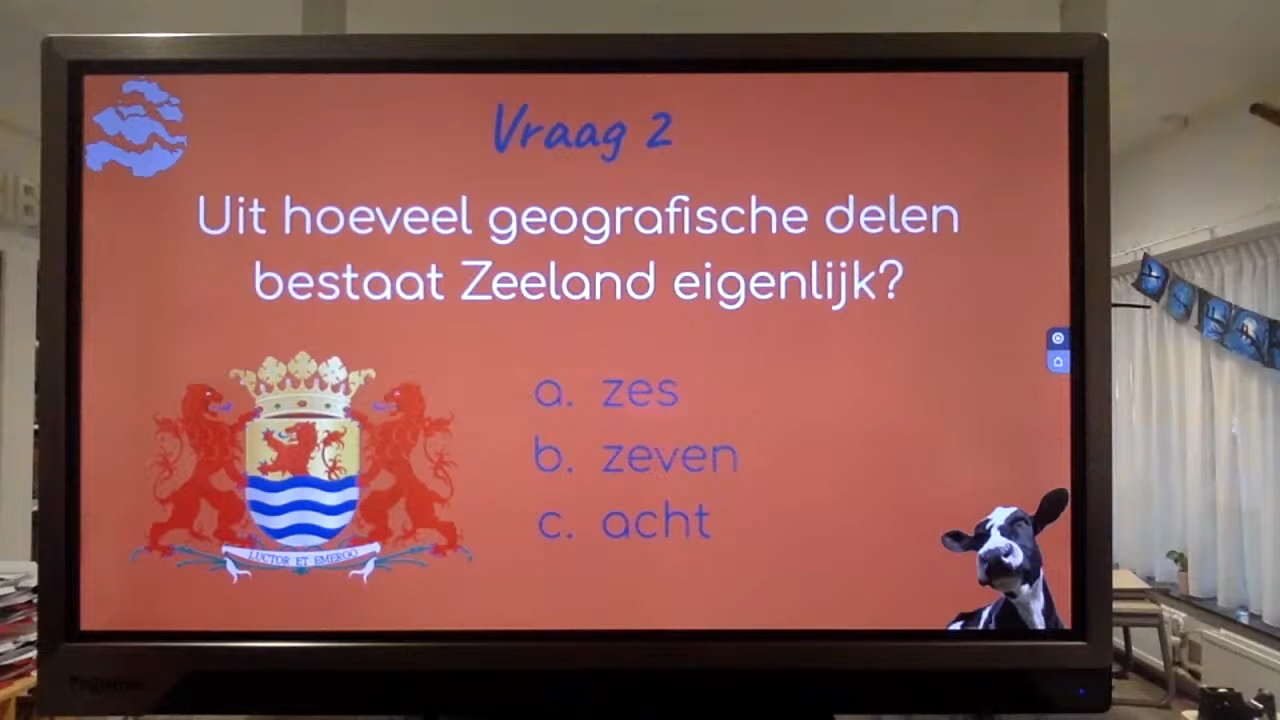 Vraag 2
Uit hoeveel geografische delen
bestaat Zeeland eigenlijk?
a. zes
b. zeven
c. acht
LUCTOR ET EMERGO